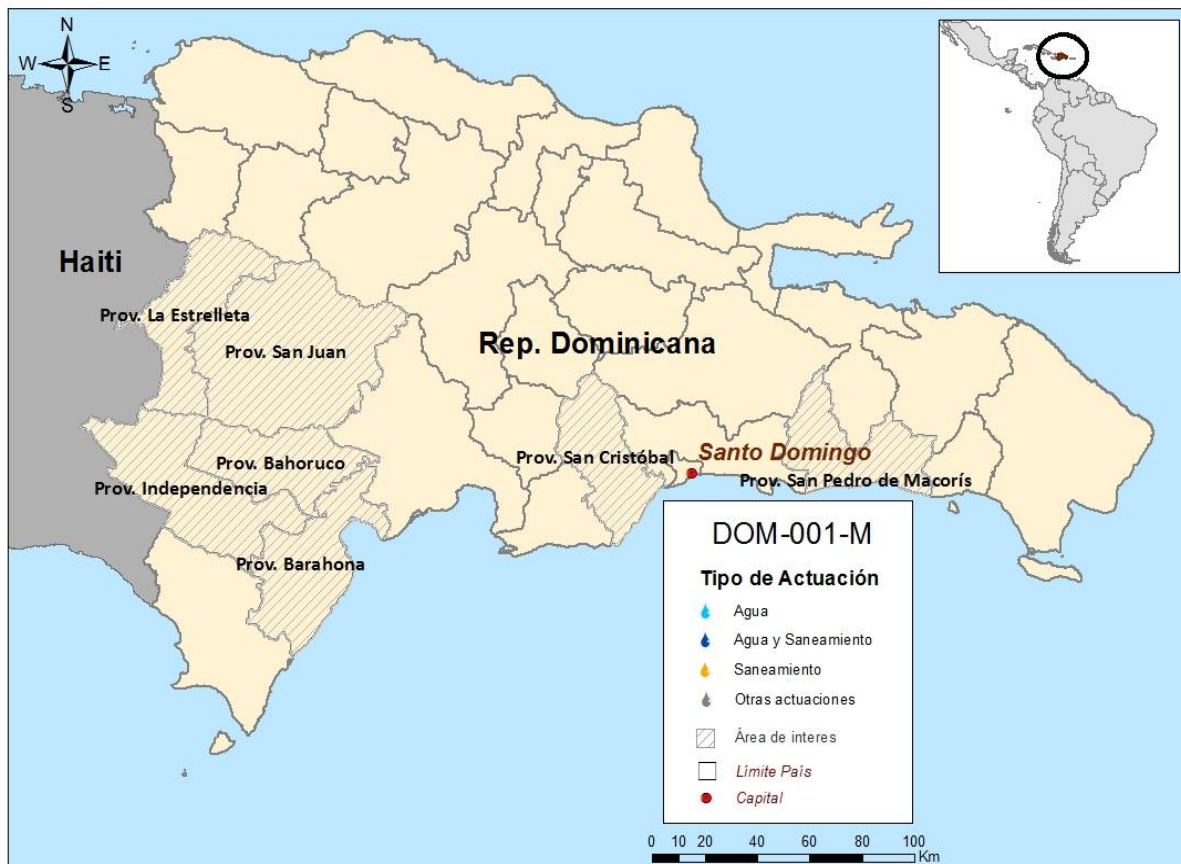 N
W E
S
Haiti
Prov. La Estrelleta
Prov. San Juan
Rep. Dominicana
Prov. Bahoruco
Prov. San Cristóbal
Santo Domingo
Prov. Independencia
Prov. San Pedro de Macorís
Prov. Barahona
DOM-001-M
Tipo de Actuación
Agua
Agua y Saneamiento
Saneamiento
Otras actuaciones
Área de interes
Límite País
Capital
0 10 20 40 60 80 100
Km